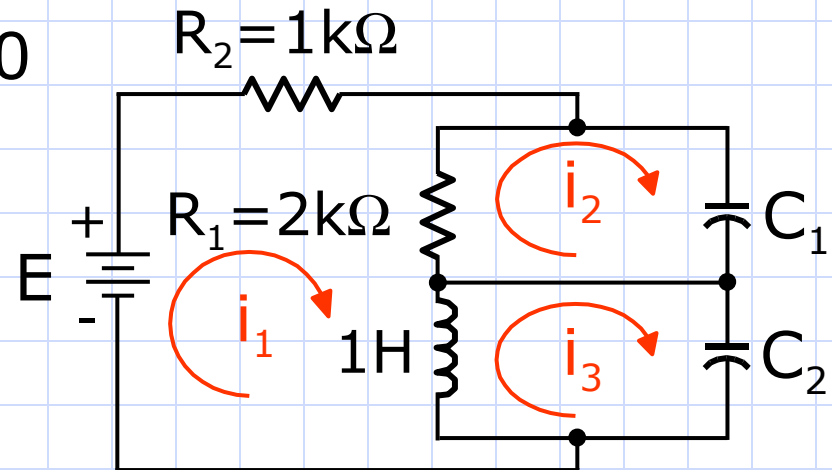 R₂=1kΩ
0
i₂
R₁=2kΩ
C₁
+
E
-
i₁
1H
i₃
C₂